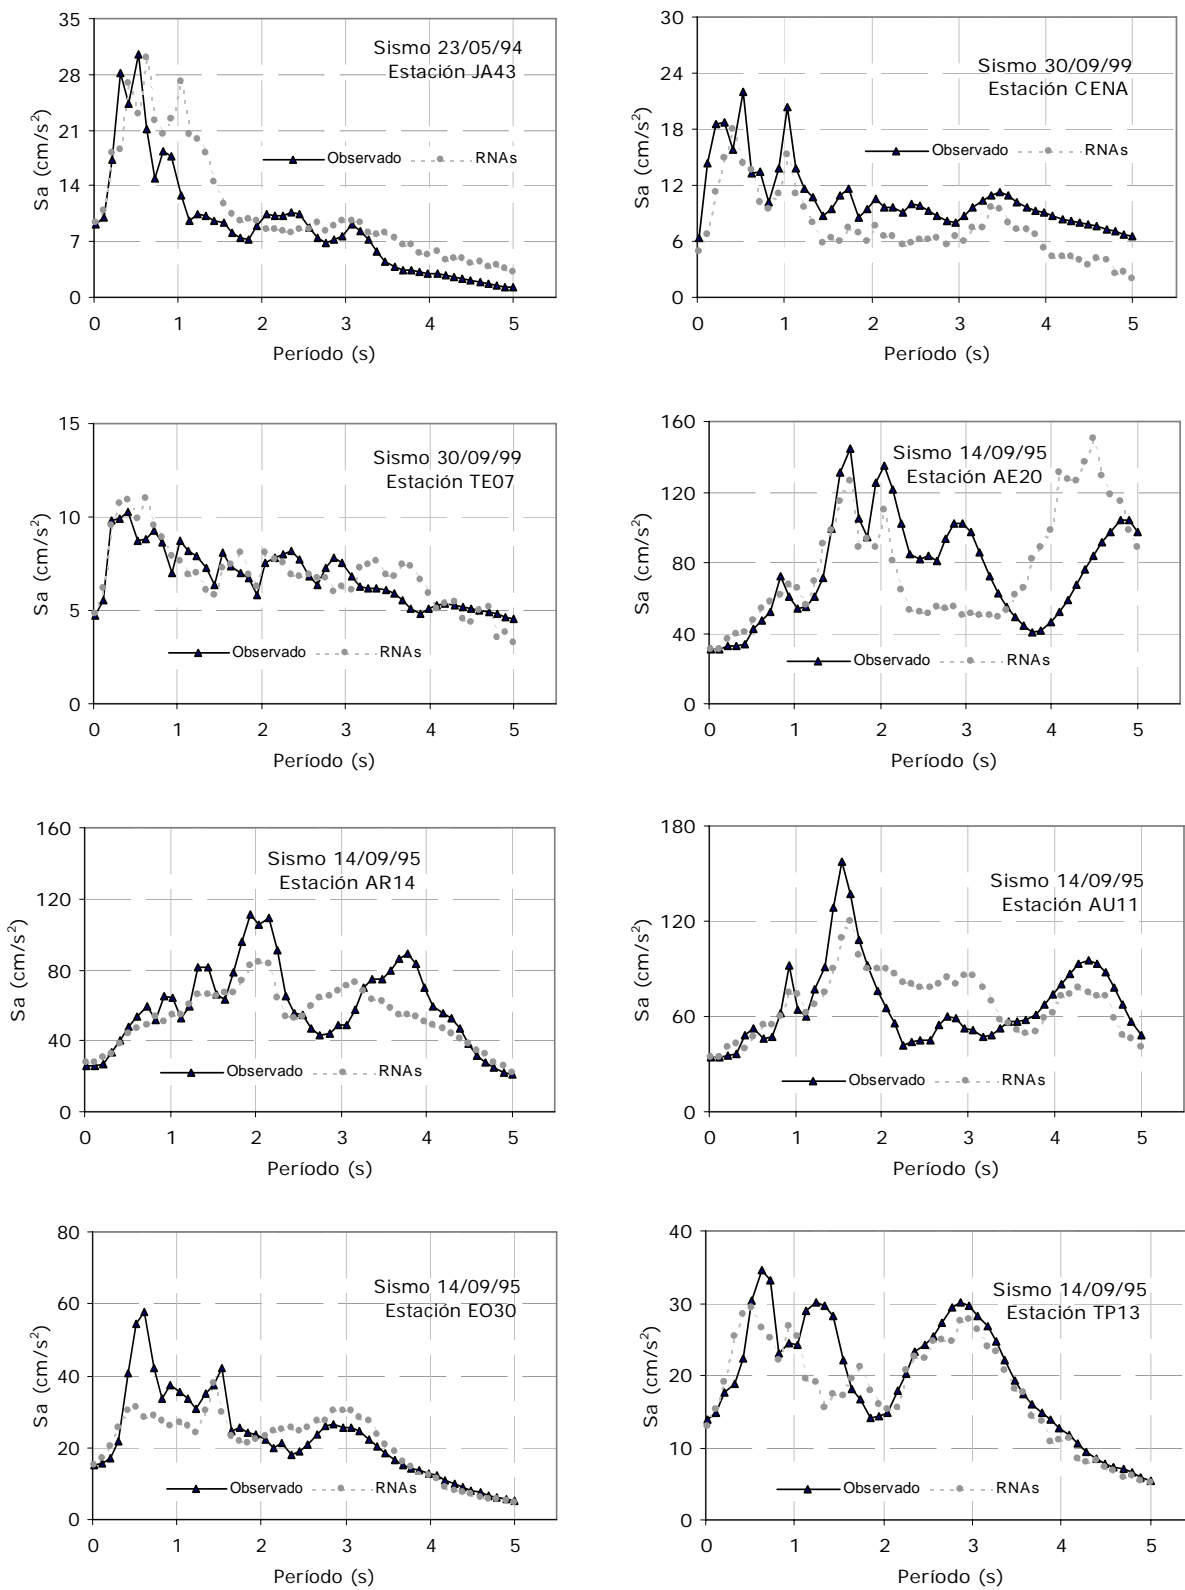 35
28
21
14
7
0
Sa (cm/s²)
Sismo 23/05/94
Estación JA43
Observado RNAs
0 1 2 3 4 5
Período (s)
30
24
18
12
6
0
Sa (cm/s²)
Sismo 30/09/99
Estación CENA
Observado RNAs
0 1 2 3 4 5
Período (s)
15
10
5
0
Sa (cm/s²)
Sismo 30/09/99
Estación TE07
Observado RNAs
0 1 2 3 4 5
Período (s)
160
120
80
40
0
Sa (cm/s²)
Sismo 14/09/95
Estación AE20
Observado RNAs
0 1 2 3 4 5
Período (s)
160
120
80
40
0
Sa (cm/s²)
Sismo 14/09/95
Estación AR14
Observado RNAs
0 1 2 3 4 5
Período (s)
180
120
60
0
Sa (cm/s²)
Sismo 14/09/95
Estación AU11
Observado RNAs
0 1 2 3 4 5
Período (s)
80
60
40
20
0
Sa (cm/s²)
Sismo 14/09/95
Estación EO30
Observado RNAs
0 1 2 3 4 5
Período (s)
40
30
20
10
0
Sa (cm/s²)
Sismo 14/09/95
Estación TP13
Observado RNAs
0 1 2 3 4 5
Período (s)